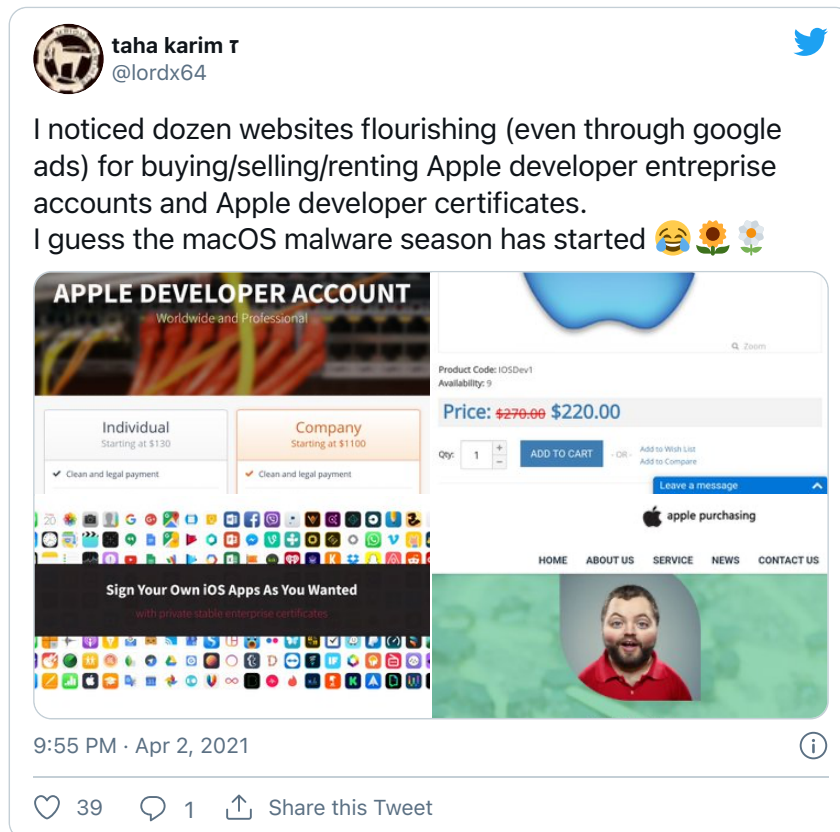 taha karim τ
@lordx64
I noticed dozen websites flourishing (even through google
ads) for buying/selling/renting Apple developer entreprise
accounts and Apple developer certificates.
I guess the macOS malware season has started 😂🌻🌼
APPLE DEVELOPER ACCOUNT
Worldwide and Professional
Individual
Starting at $130
✓ Clean and legal payment
Company
Starting at $1100
✓ Clean and legal payment
Zoom
Product Code: IOSDev1
Availability: 9
Price: $270.00 $220.00
Qty: 1 + − ADD TO CART - OR - Add to Wish List
Add to Compare
Leave a message
Sign Your Own iOS Apps As You Wanted
with private stable enterprise certificates
apple purchasing
HOME ABOUT US SERVICE NEWS CONTACT US
9:55 PM · Apr 2, 2021
39 1 Share this Tweet